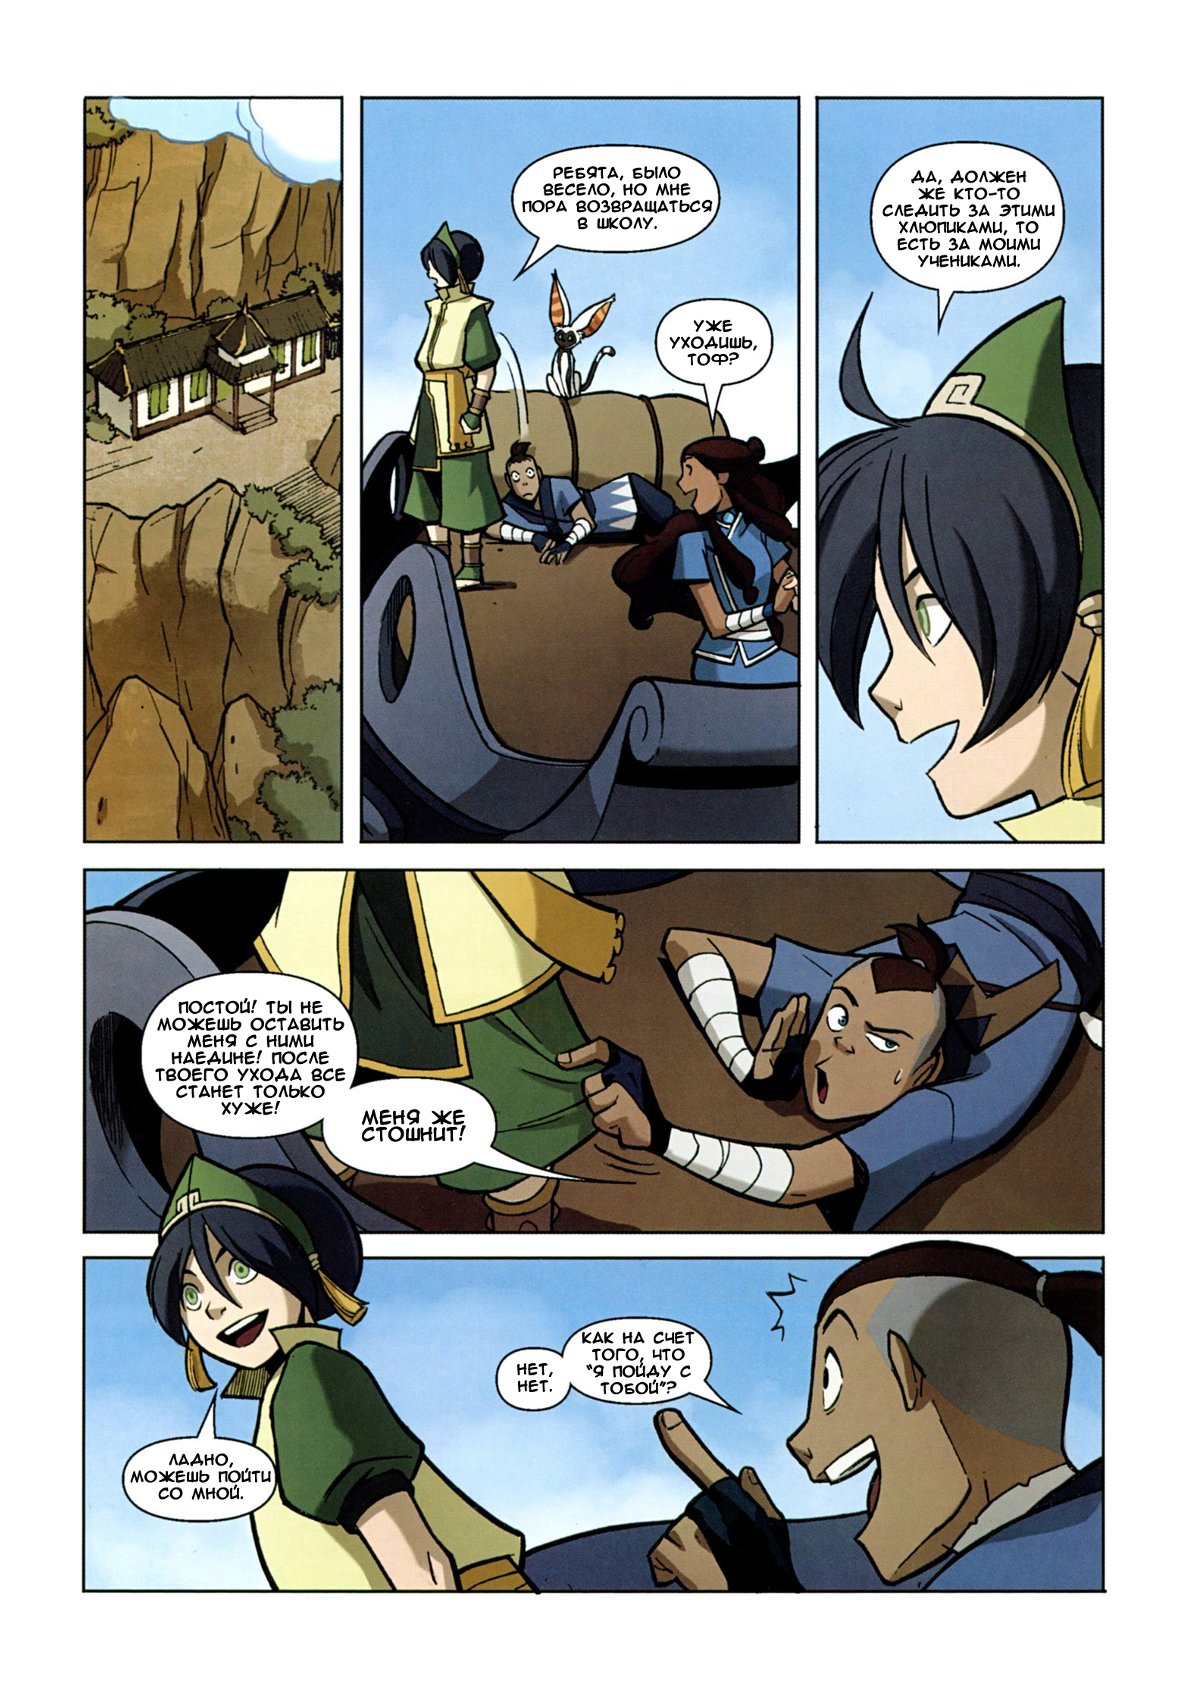 РЕБЯТА, БЫЛО
ВЕСЕЛО, НО МНЕ
ПОРА ВОЗВРАЩАТЬСЯ
В ШКОЛУ.
УЖЕ
УХОДИШЬ,
ТОФ?
ДА, ДОЛЖЕН
ЖЕ КТО-ТО
СЛЕДИТЬ ЗА ЭТИМИ
ХЛЮПИКАМИ, ТО
ЕСТЬ ЗА МОИМИ
УЧЕНИКАМИ.
ПОСТОЙ! ТЫ НЕ
МОЖЕШЬ ОСТАВИТЬ
МЕНЯ С НИМИ
НАЕДИНЕ! ПОСЛЕ
ТВОЕГО УХОДА ВСЕ
СТАНЕТ ТОЛЬКО
ХУЖЕ!
МЕНЯ ЖЕ
СТОШНИТ!
ЛАДНО,
МОЖЕШЬ ПОЙТИ
СО МНОЙ.
НЕТ,
НЕТ.
КАК НА СЧЕТ
ТОГО, ЧТО
"Я ПОЙДУ С
ТОБОЙ"?